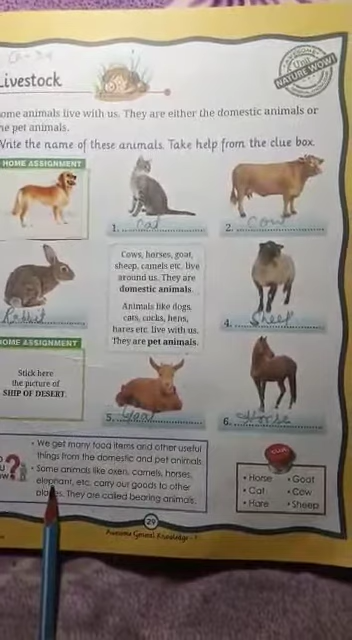 Livestock
AWESOME
NATURE WOW!
ome animals live with us. They are either the domestic animals or
he pet animals.
Write the name of these animals. Take help from the clue box.
HOME ASSIGNMENT
1. Cat
2. Cow
Rabbit
Cows, horses, goat,
sheep, camels etc. live
around us. They are
domestic animals.
Animals like dogs,
cats, cocks, hens,
hares etc. live with us.
They are pet animals.
4. Sheep
HOME ASSIGNMENT
Stick here
the picture of
SHIP OF DESERT.
5. Goat
6. Horse
• We get many food items and other useful
things from the domestic and pet animals.
• Some animals like oxen, camels, horses,
elephant, etc. carry our goods to other
places. They are called bearing animals.
• Horse • Goat
• Cat • Cow
• Hare • Sheep
29
Awesome General Knowledge - 1